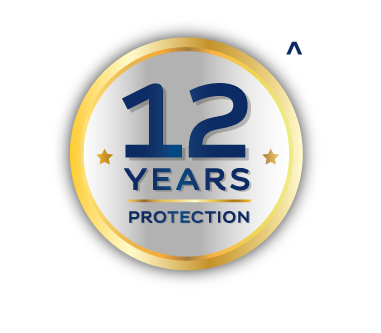 ^
12
YEARS
PROTECTION